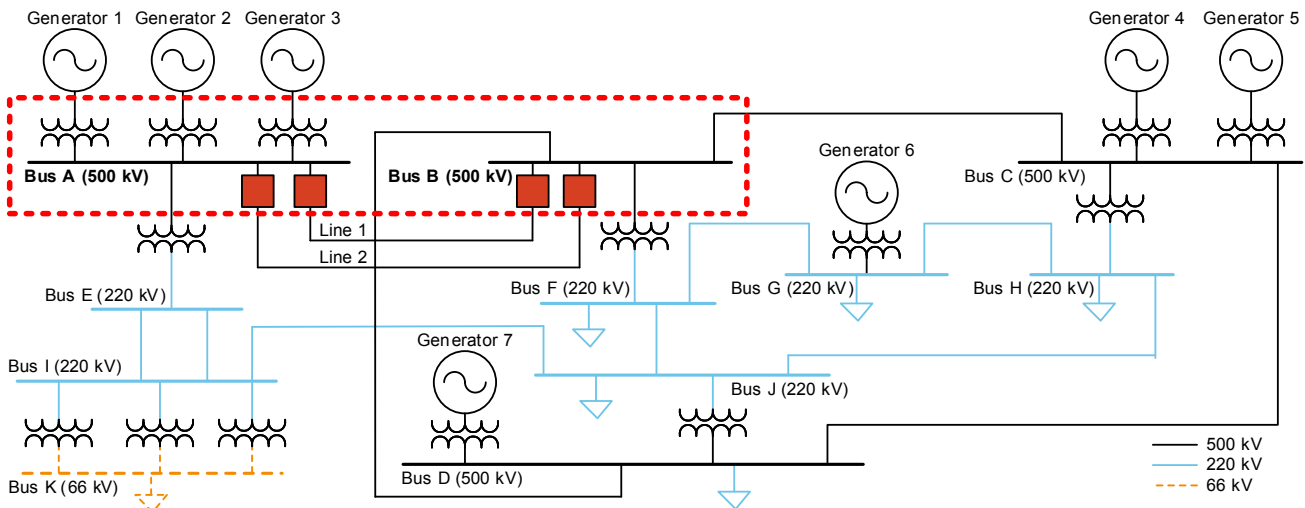 Generator 1
Generator 2
Generator 3
Generator 4
Generator 5
Bus A (500 kV)
Bus B (500 kV)
Generator 6
Bus C (500 kV)
Line 1
Line 2
Bus E (220 kV)
Bus F (220 kV)
Bus G (220 kV)
Bus H (220 kV)
Generator 7
Bus I (220 kV)
Bus J (220 kV)
Bus K (66 kV)
Bus D (500 kV)
500 kV
220 kV
66 kV